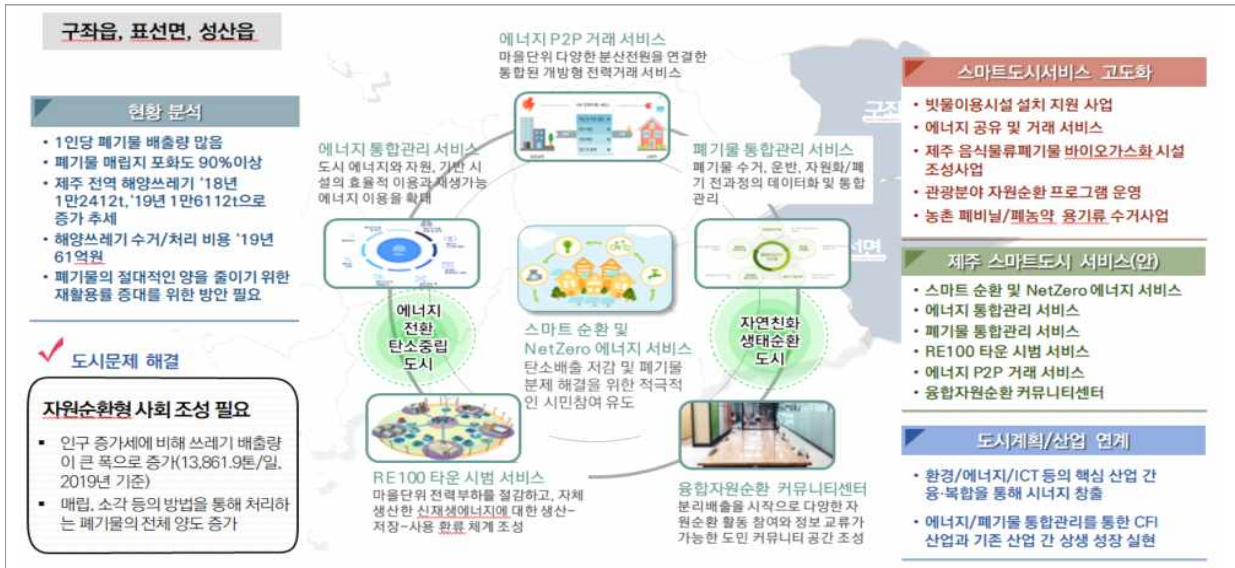 구좌읍, 표선면, 성산읍
현황 분석
• 1인당 폐기물 배출량 많음
• 폐기물 매립지 포화도 90%이상
• 제주 전역 해양쓰레기 '18년
1만2412t, '19년 1만6112t으로
증가 추세
• 해양쓰레기 수거/처리 비용 '19년
61억원
• 폐기물의 절대적인 양을 줄이기 위한
재활용률 증대를 위한 방안 필요
도시문제 해결
자원순환형 사회 조성 필요
▪ 인구 증가세에 비해 쓰레기 배출량
이 큰 폭으로 증가(13,861.9톤/일,
2019년 기준)
▪ 매립, 소각 등의 방법을 통해 처리하
는 폐기물의 전체 양도 증가
에너지 P2P 거래 서비스
마을단위 다양한 분산전원을 연결한
통합된 개방형 전력거래 서비스
에너지 통합관리 서비스
도시 에너지와 자원, 기반 시
설의 효율적 이용과 재생가능
에너지 이용을 확대
폐기물 통합관리 서비스
폐기물 수거, 운반, 자원화/폐
기 전과정의 데이터화 및 통합
관리
에너지
전환
탄소중립
도시
스마트 순환 및
NetZero 에너지 서비스
탄소배출 저감 및 폐기물
문제 해결을 위한 적극적
인 시민참여 유도
자연친화
생태순환
도시
RE100 타운 시범 서비스
마을단위 전력부하를 절감하고, 자체
생산한 신재생에너지에 대한 생산-
저장-사용 환류 체계 조성
융합자원순환 커뮤니티센터
분리배출을 시작으로 다양한 자
원순환 활동 참여와 정보 교류가
가능한 도민 커뮤니티 공간 조성
구좌
서면
스마트도시서비스 고도화
• 빗물이용시설 설치 지원 사업
• 에너지 공유 및 거래 서비스
• 제주 음식물류폐기물 바이오가스화 시설
조성사업
• 관광분야 자원순환 프로그램 운영
• 농촌 폐비닐/폐농약 용기류 수거사업
제주 스마트도시 서비스(안)
• 스마트 순환 및 NetZero 에너지 서비스
• 에너지 통합관리 서비스
• 폐기물 통합관리 서비스
• RE100 타운 시범 서비스
• 에너지 P2P 거래 서비스
• 융합자원순환 커뮤니티센터
도시계획/산업 연계
• 환경/에너지/ICT 등의 핵심 산업 간
융·복합을 통해 시너지 창출
• 에너지/폐기물 통합관리를 통한 CFI
산업과 기존 산업 간 상생 성장 실현